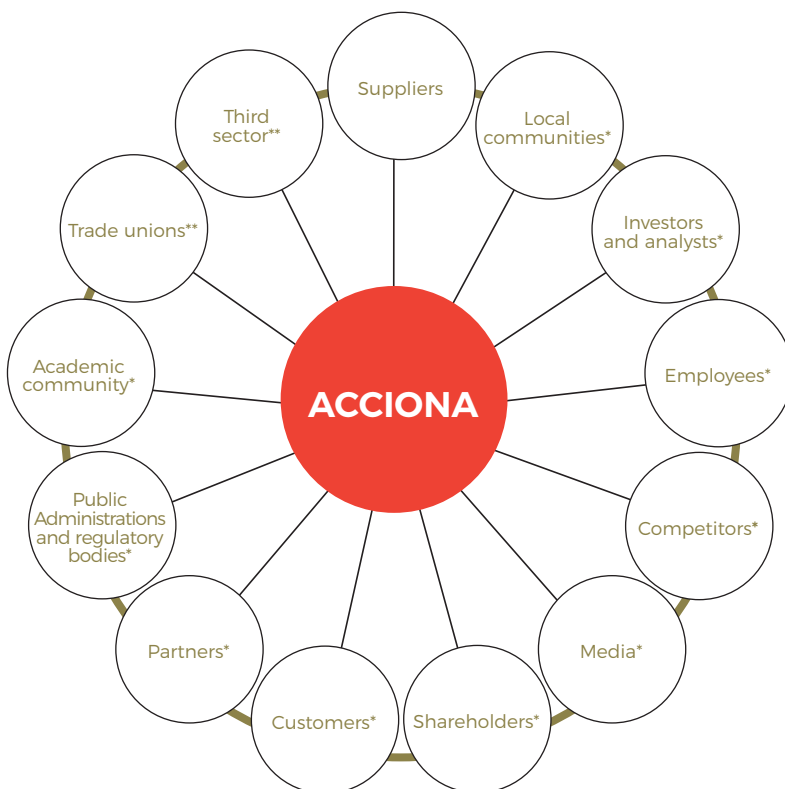 Suppliers
Local
communities*
Investors
and analysts*
Employees*
Competitors*
Media*
Shareholders*
Customers*
Partners*
Public
Administrations
and regulatory
bodies*
Academic
community*
Trade unions**
Third
sector**
ACCIONA